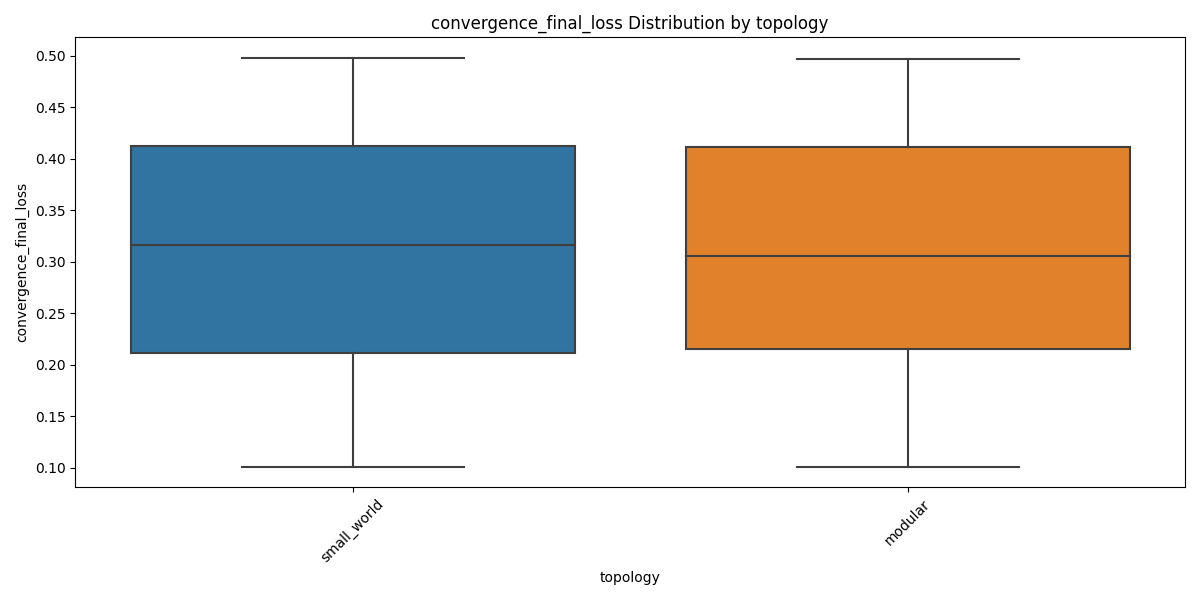 convergence_final_loss Distribution by topology
convergence_final_loss
0.50
0.45
0.40
0.35
0.30
0.25
0.20
0.15
0.10
small_world
modular
topology